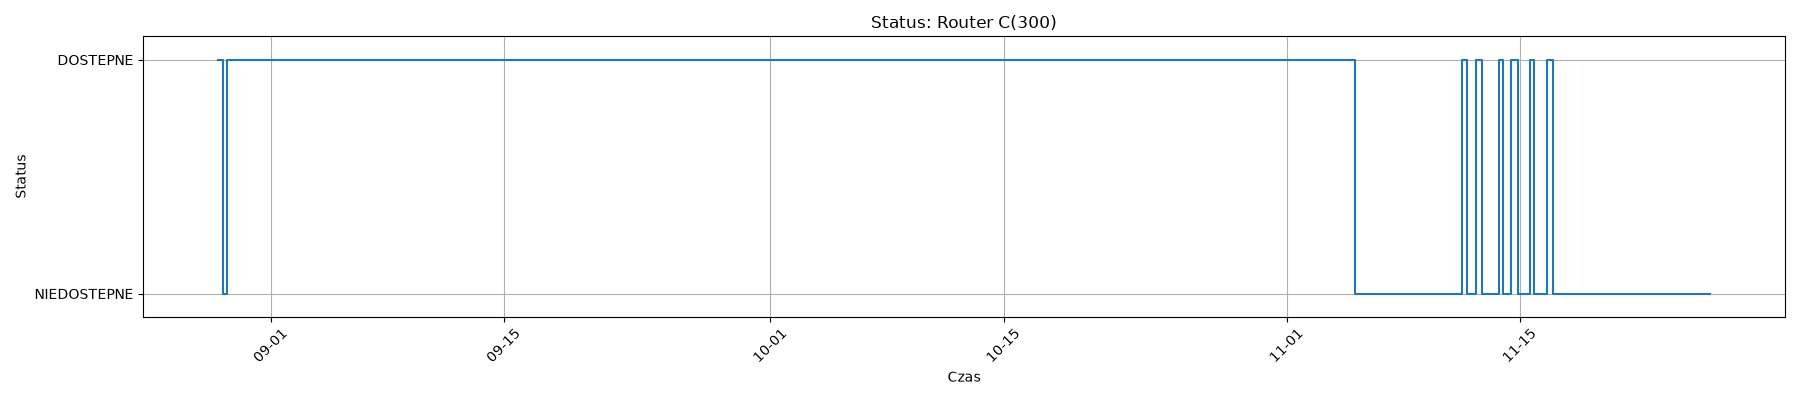 Status: Router C(300)
DOSTEPNE
Status
NIEDOSTEPNE
09-01
09-15
10-01
10-15
11-01
11-15
Czas